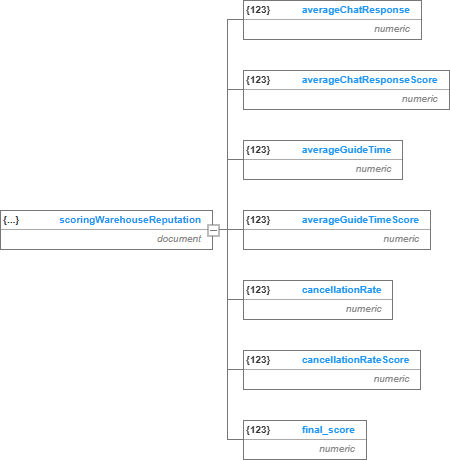 {123} averageChatResponse
numeric
{123} averageChatResponseScore
numeric
{123} averageGuideTime
numeric
{...} scoringWarehouseReputation
document
{123} averageGuideTimeScore
numeric
{123} cancellationRate
numeric
{123} cancellationRateScore
numeric
{123} final_score
numeric